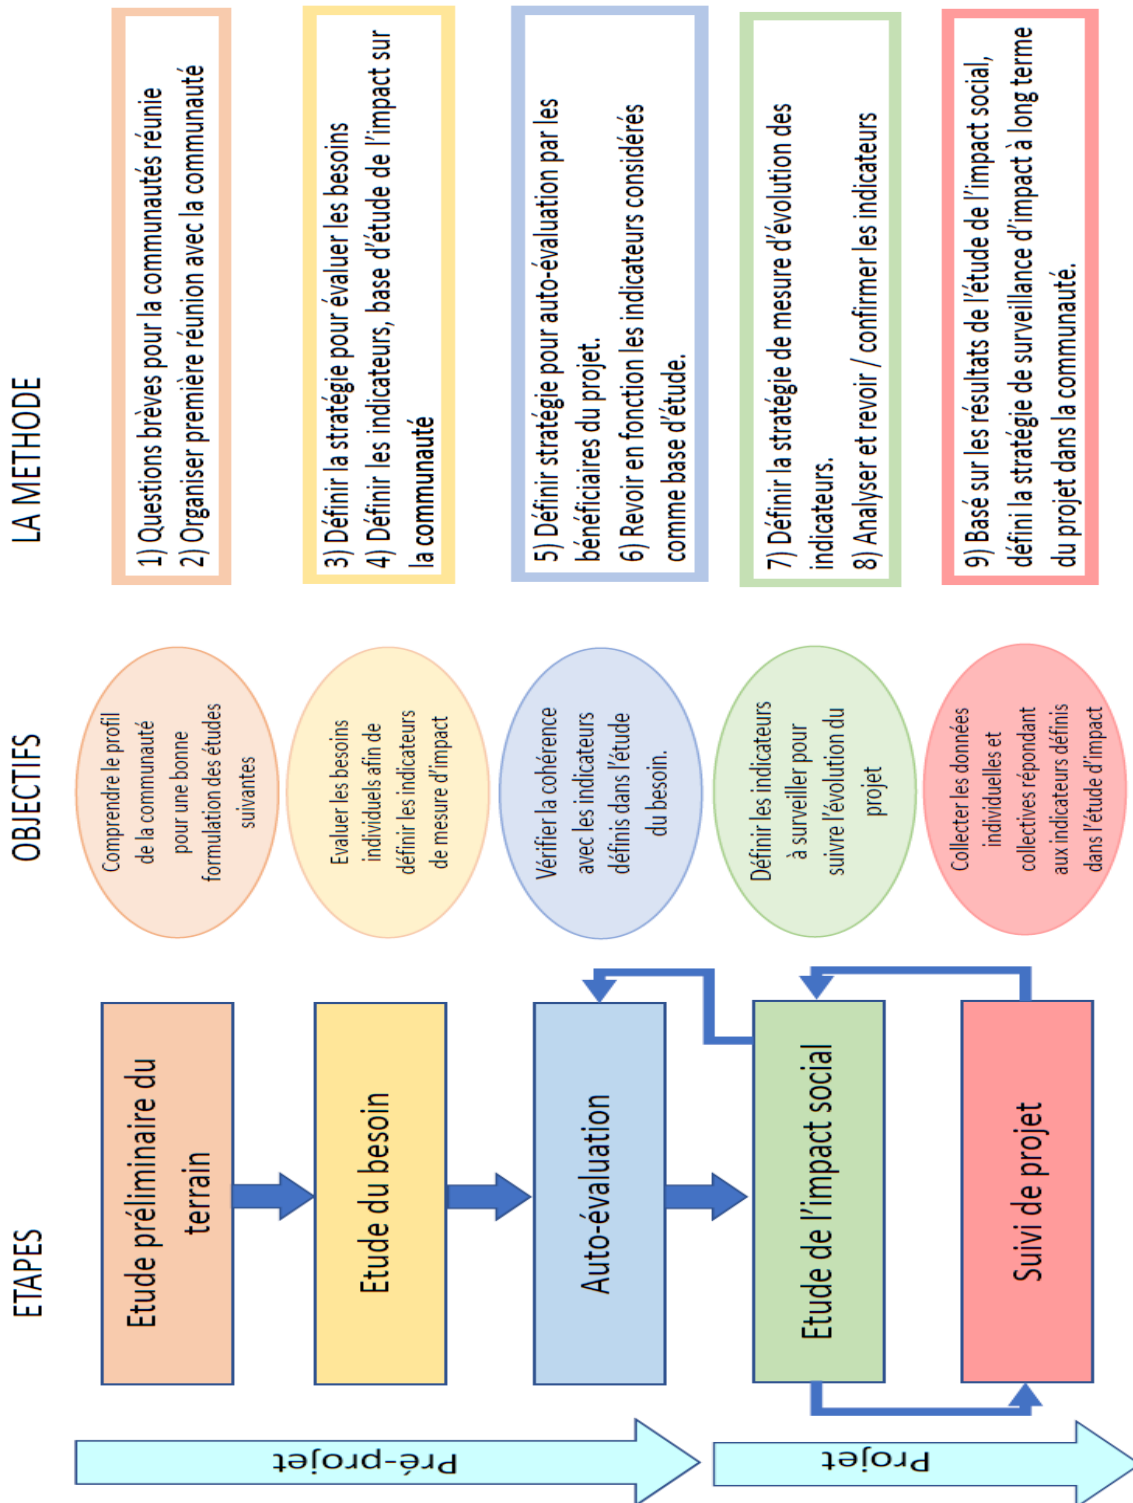 ETAPES
OBJECTIFS
LA METHODE
Pré-projet
Projet
Etude préliminaire du
terrain
Comprendre le profil
de la communauté
pour une bonne
formulation des études
suivantes
1) Questions brèves pour la communautés réunie
2) Organiser première réunion avec la communauté
Etude du besoin
Evaluer les besoins
individuels afin de
définir les indicateurs
de mesure d'impact
3) Définir la stratégie pour évaluer les besoins
4) Définir les indicateurs, base d'étude de l'impact sur
la communauté
Auto-évaluation
Vérifier la cohérence
avec les indicateurs
définis dans l'étude
du besoin.
5) Définir stratégie pour auto-évaluation par les
bénéficiaires du projet.
6) Revoir en fonction les indicateurs considérés
comme base d'étude.
Etude de l'impact social
Définir les indicateurs
à surveiller pour
suivre l'évolution du
projet
7) Définir la stratégie de mesure d'évolution des
indicateurs.
8) Analyser et revoir / confirmer les indicateurs
Suivi de projet
Collecter les données
individuelles et
collectives répondant
aux indicateurs définis
dans l'étude d'impact
9) Basé sur les résultats de l'étude de l'impact social,
défini la stratégie de surveillance d'impact à long terme
du projet dans la communauté.